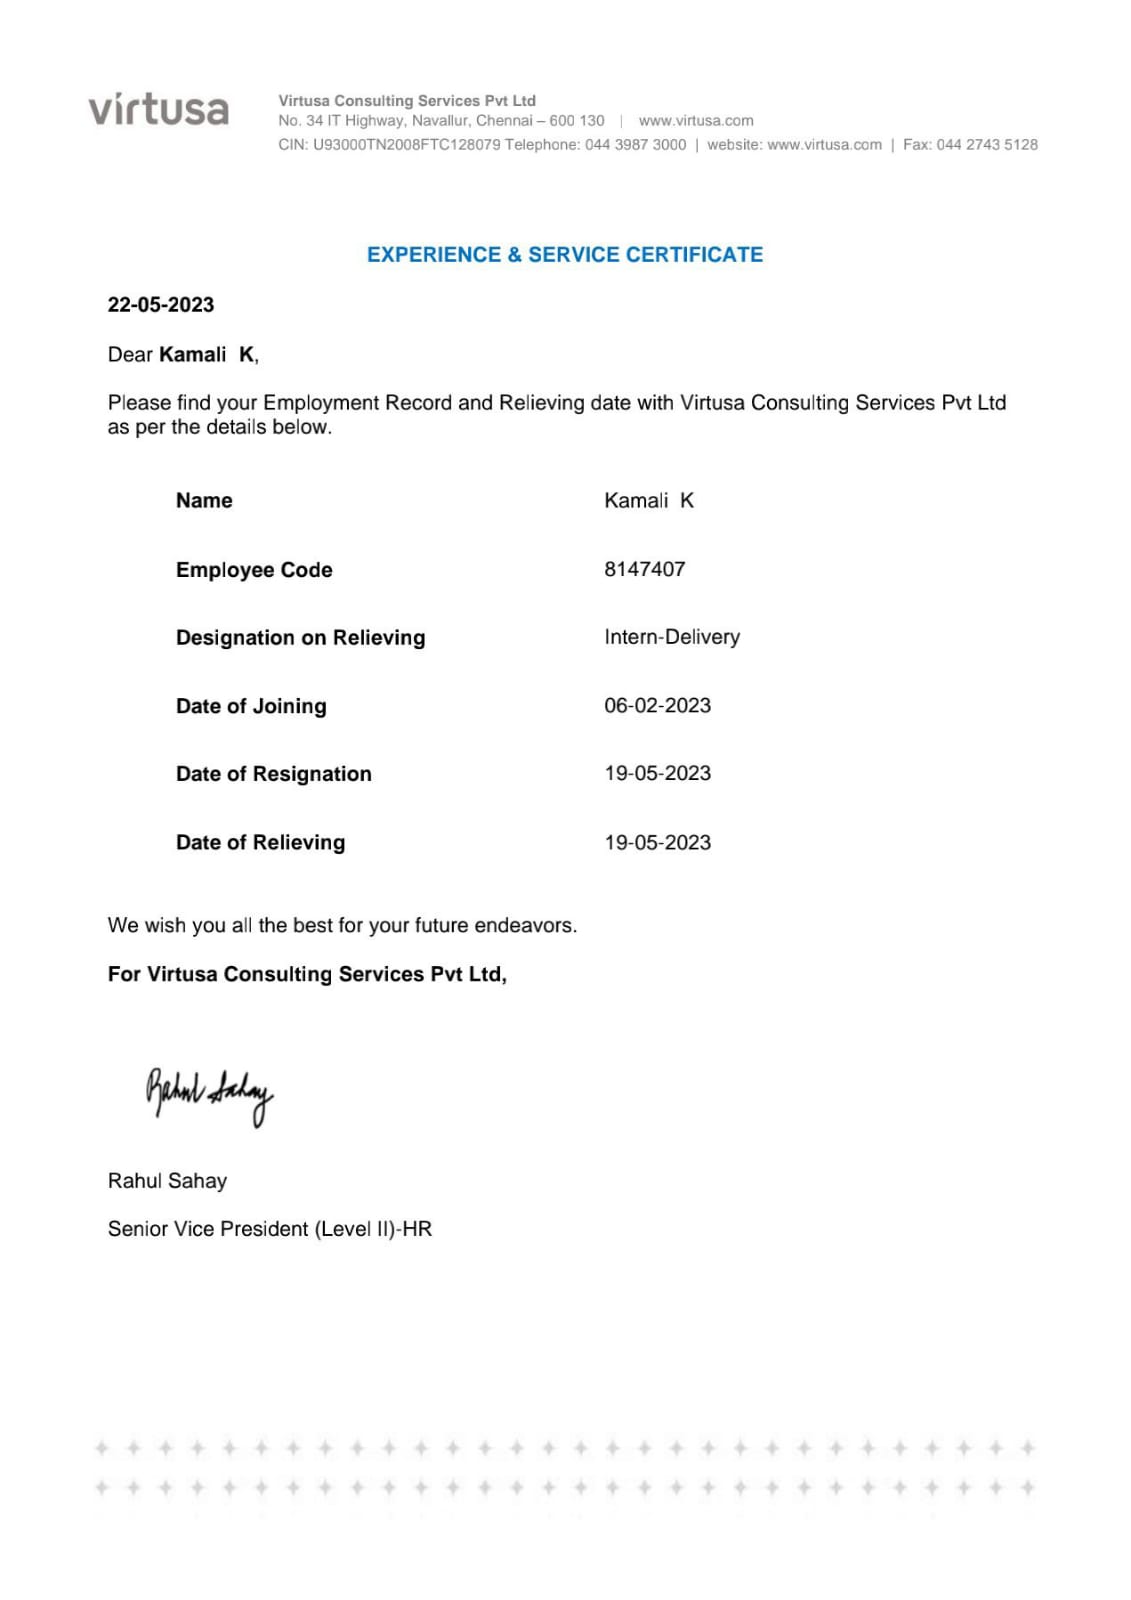 virtusa
Virtusa Consulting Services Pvt Ltd
No. 34 IT Highway, Navallur, Chennai – 600 130 | www.virtusa.com
CIN: U93000TN2008FTC128079 Telephone: 044 3987 3000 | website: www.virtusa.com | Fax: 044 2743 5128
EXPERIENCE & SERVICE CERTIFICATE
22-05-2023
Dear Kamali K,
Please find your Employment Record and Relieving date with Virtusa Consulting Services Pvt Ltd
as per the details below.
Name Kamali K
Employee Code 8147407
Designation on Relieving Intern-Delivery
Date of Joining 06-02-2023
Date of Resignation 19-05-2023
Date of Relieving 19-05-2023
We wish you all the best for your future endeavors.
For Virtusa Consulting Services Pvt Ltd,
Rahul Sahay
Rahul Sahay
Senior Vice President (Level II)-HR